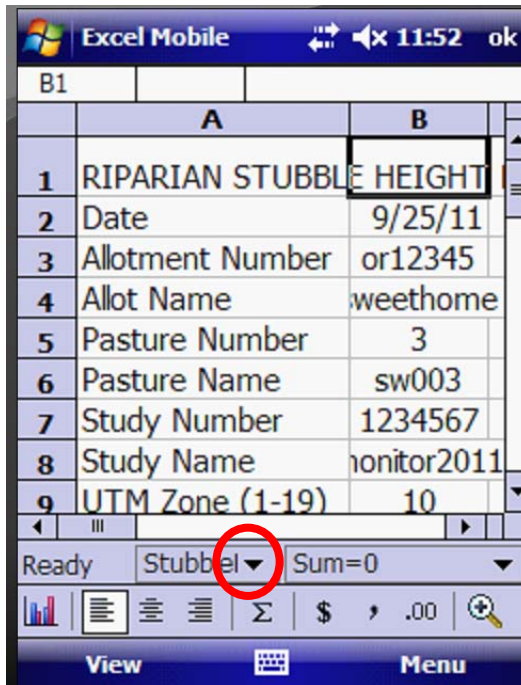 Excel Mobile 11:52 ok
B1
A B
1 RIPARIAN STUBBLE HEIGHT
2 Date 9/25/11
3 Allotment Number or12345
4 Allot Name weethome
5 Pasture Number 3
6 Pasture Name sw003
7 Study Number 1234567
8 Study Name onitor2011
9 UTM Zone (1-19) 10
Ready Stubbel Sum=0
Σ $ , .00
View Menu